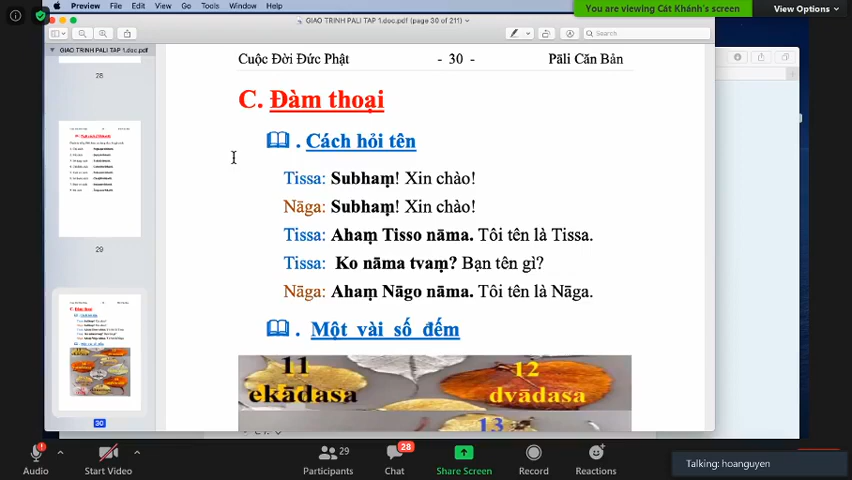 Preview File Edit View Go Tools Window Help
You are viewing Cát Khánh's screen
View Options
GIAO TRINH PALI TAP 1.doc.pdf (page 30 of 211)
Search
GIAO TRINH PALI TAP 1.doc.pdf
28
29
30
Cuộc Đời Đức Phật - 30 - Pāli Căn Bản
C. Đàm thoại
. Cách hỏi tên
Tissa: Subhaṃ! Xin chào!
Nāga: Subhaṃ! Xin chào!
Tissa: Ahaṃ Tisso nāma. Tôi tên là Tissa.
Tissa: Ko nāma tvaṃ? Bạn tên gì?
Nāga: Ahaṃ Nāgo nāma. Tôi tên là Nāga.
. Một vài số đếm
11 12
ekādasa dvādasa
13
29 28
Audio Start Video Participants Chat Share Screen Record Reactions
Talking: hoanguyen